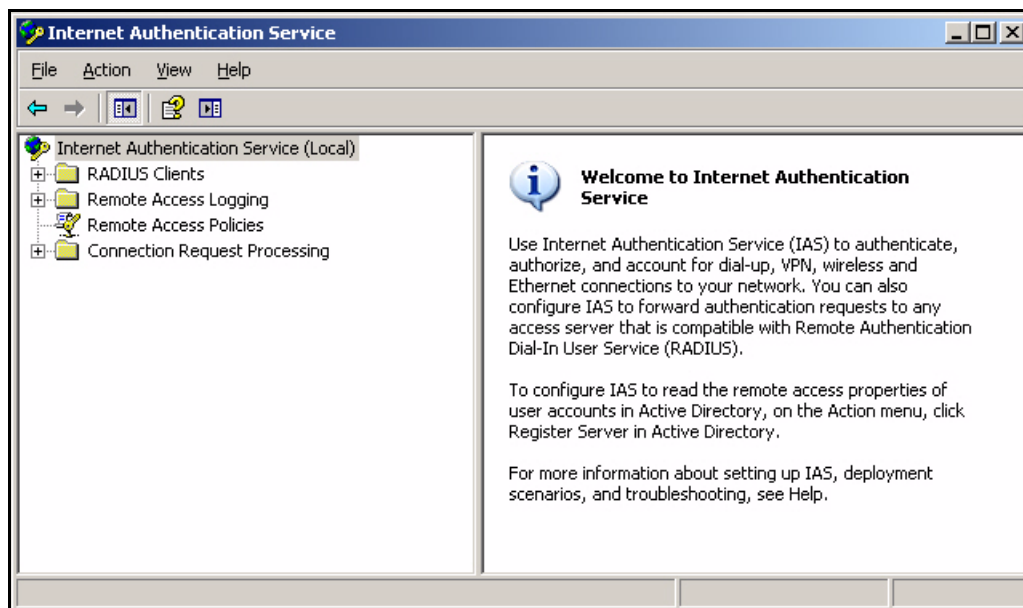 Internet Authentication Service
File Action View Help
Internet Authentication Service (Local)
RADIUS Clients
Remote Access Logging
Remote Access Policies
Connection Request Processing
Welcome to Internet Authentication
Service
Use Internet Authentication Service (IAS) to authenticate,
authorize, and account for dial-up, VPN, wireless and
Ethernet connections to your network. You can also
configure IAS to forward authentication requests to any
access server that is compatible with Remote Authentication
Dial-In User Service (RADIUS).
To configure IAS to read the remote access properties of
user accounts in Active Directory, on the Action menu, click
Register Server in Active Directory.
For more information about setting up IAS, deployment
scenarios, and troubleshooting, see Help.